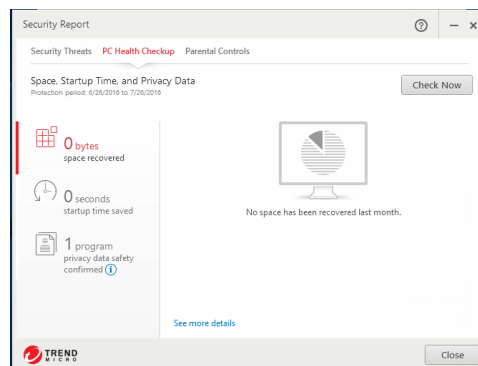 Security Report
Security Threats PC Health Checkup Parental Controls
Space, Startup Time, and Privacy Data
Protection period: 6/26/2016 to 7/26/2016
Check Now
0 bytes
space recovered
0 seconds
startup time saved
1 program
privacy data safety
confirmed
No space has been recovered last month.
See more details
TREND
MICRO
Close